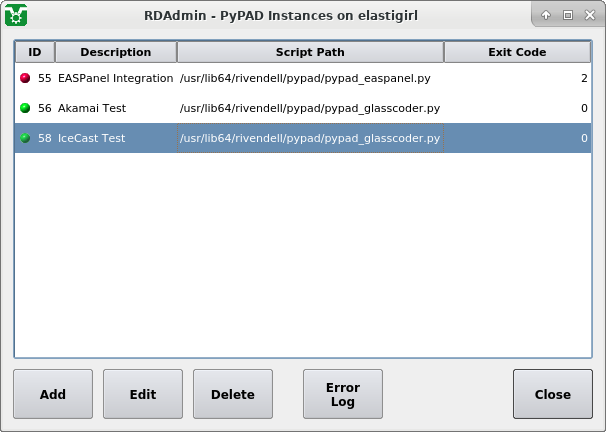 RDAdmin - PyPAD Instances on elastigirl
ID Description Script Path Exit Code
55 EASPanel Integration /usr/lib64/rivendell/pypad/pypad_easpanel.py 2
56 Akamai Test /usr/lib64/rivendell/pypad/pypad_glasscoder.py 0
58 IceCast Test /usr/lib64/rivendell/pypad/pypad_glasscoder.py 0
Add Edit Delete Error Log Close